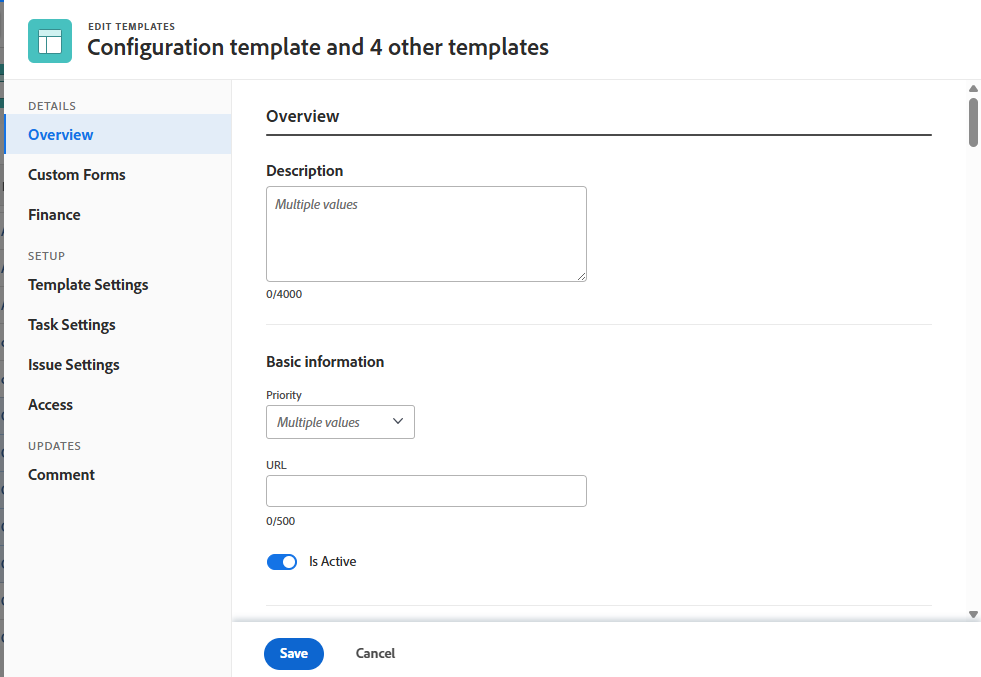 EDIT TEMPLATES
Configuration template and 4 other templates
DETAILS
Overview
Custom Forms
Finance
SETUP
Template Settings
Task Settings
Issue Settings
Access
UPDATES
Comment
Overview
Description
Multiple values
0/4000
Basic information
Priority
Multiple values
URL
0/500
Is Active
Save Cancel